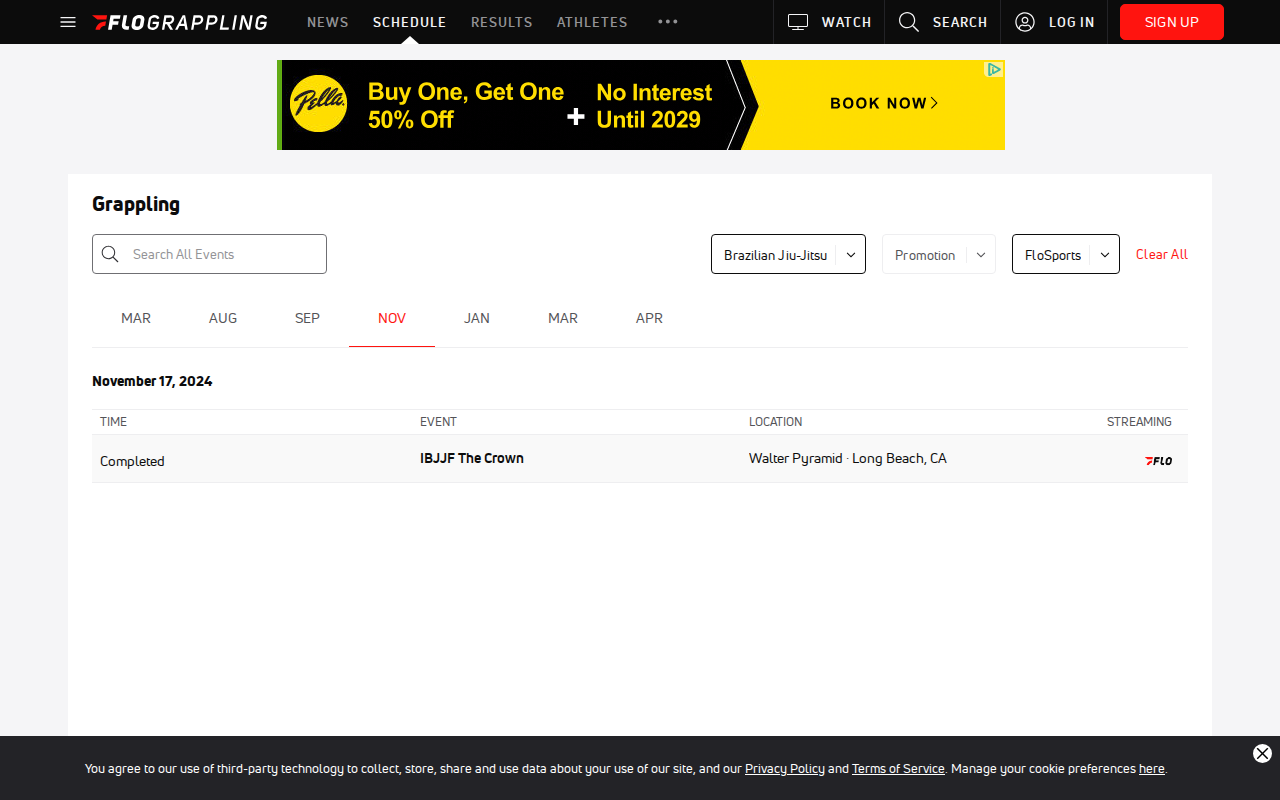 FLOGRAPPLING NEWS SCHEDULE RESULTS ATHLETES WATCH SEARCH LOG IN SIGN UP
Pella Buy One, Get One 50% Off + No Interest Until 2029 BOOK NOW
Grappling
Search All Events Brazilian Jiu-Jitsu Promotion FloSports Clear All
MAR AUG SEP NOV JAN MAR APR
November 17, 2024
TIME EVENT LOCATION STREAMING
Completed IBJJF The Crown Walter Pyramid · Long Beach, CA FLO
You agree to our use of third-party technology to collect, store, share and use data about your use of our site, and our Privacy Policy and Terms of Service. Manage your cookie preferences here.